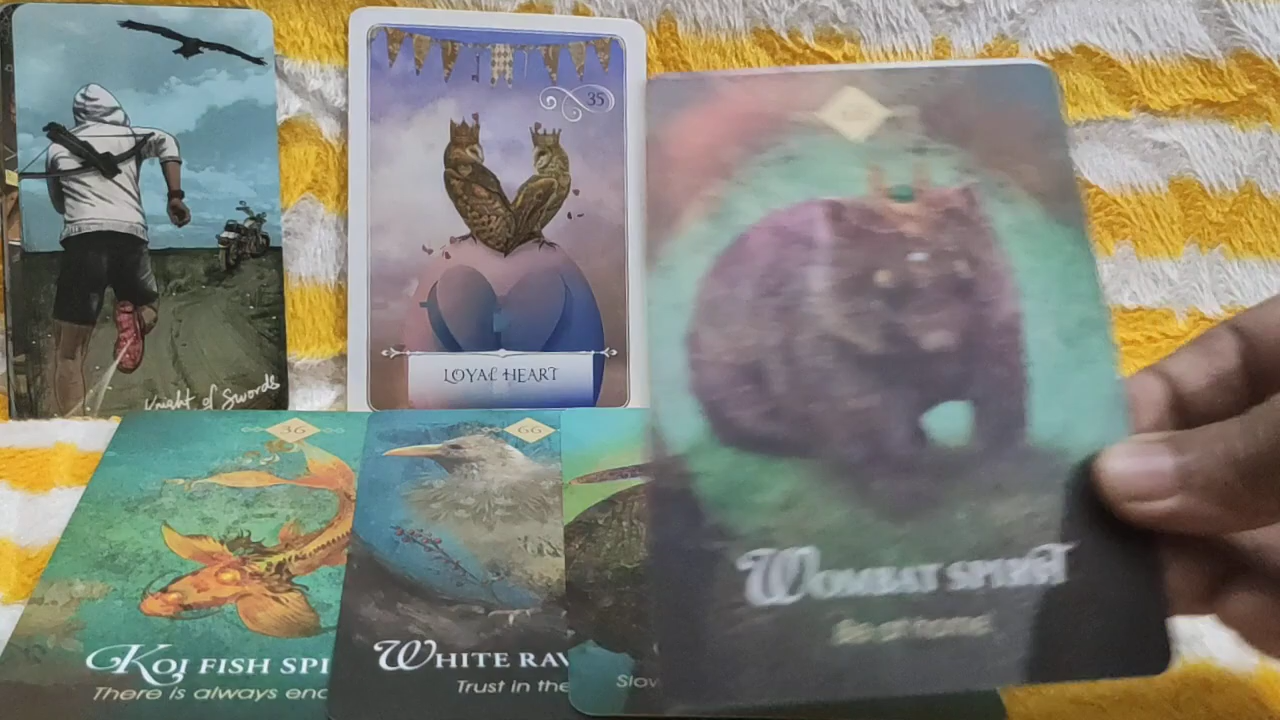 Knight of Swords
35
LOYAL HEART
36
KOI FISH SPI
There is always eno
66
WHITE RAV
Trust in the
Slow
WOMBAT SPIRIT
Be at home